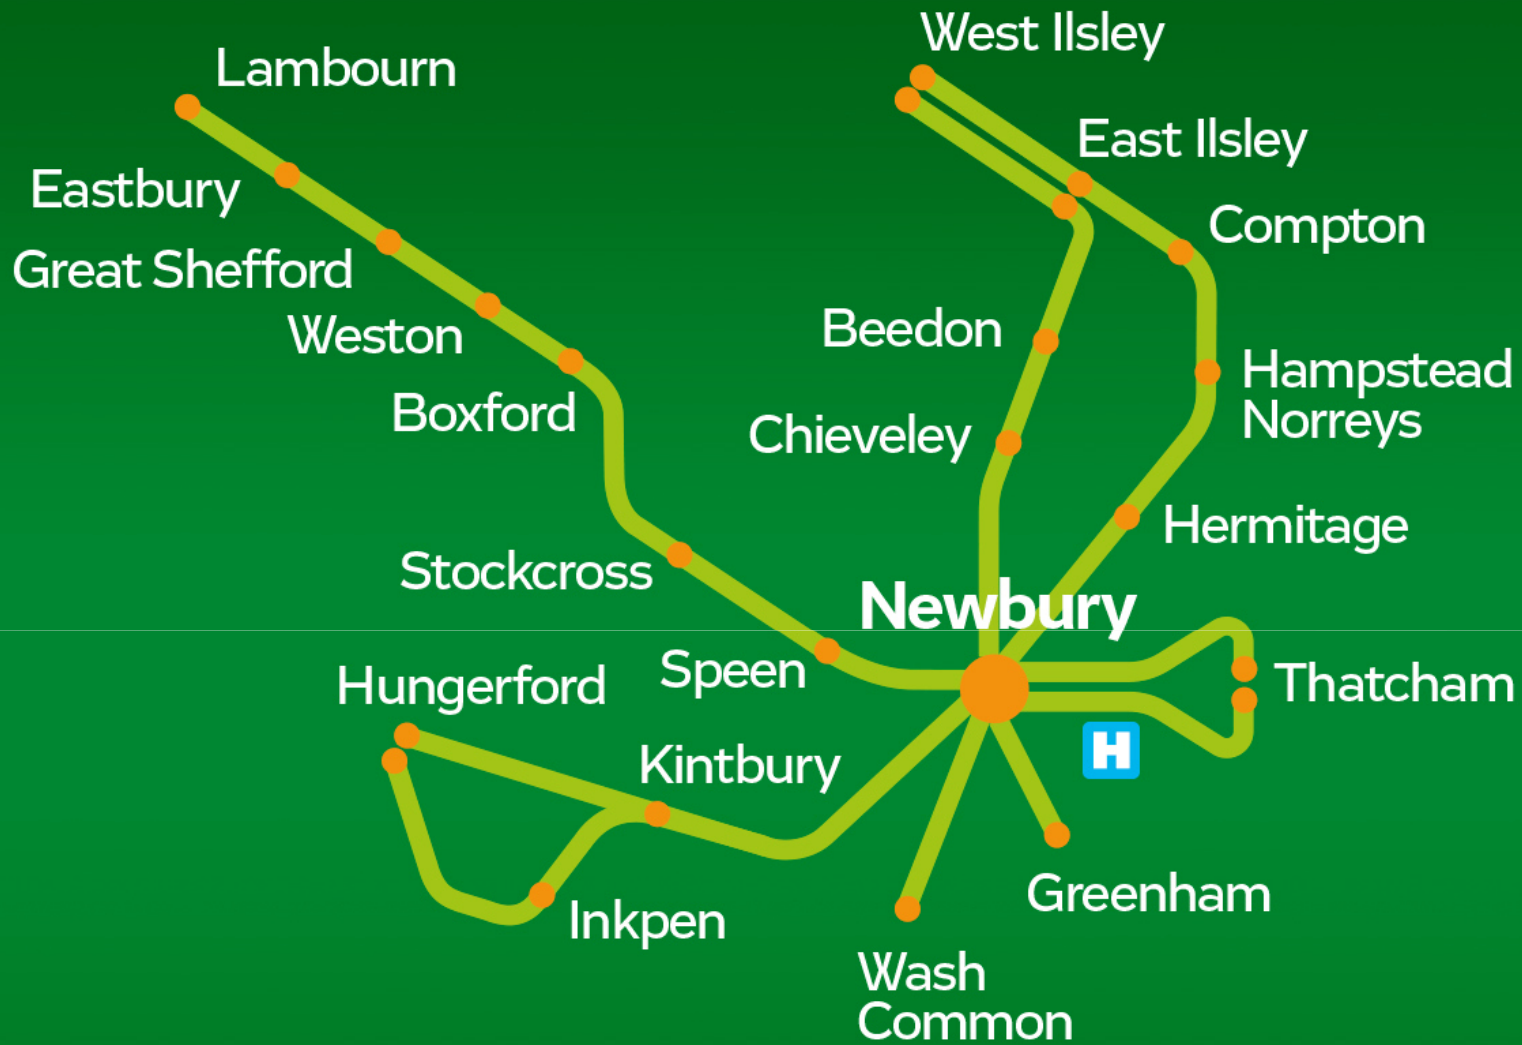 West Ilsley
Lambourn
East Ilsley
Eastbury
Compton
Great Shefford
Weston
Beedon
Hampstead
Norreys
Boxford
Chieveley
Hermitage
Stockcross
Newbury
Speen
Hungerford
Thatcham
Kintbury
H
Greenham
Inkpen
Wash
Common